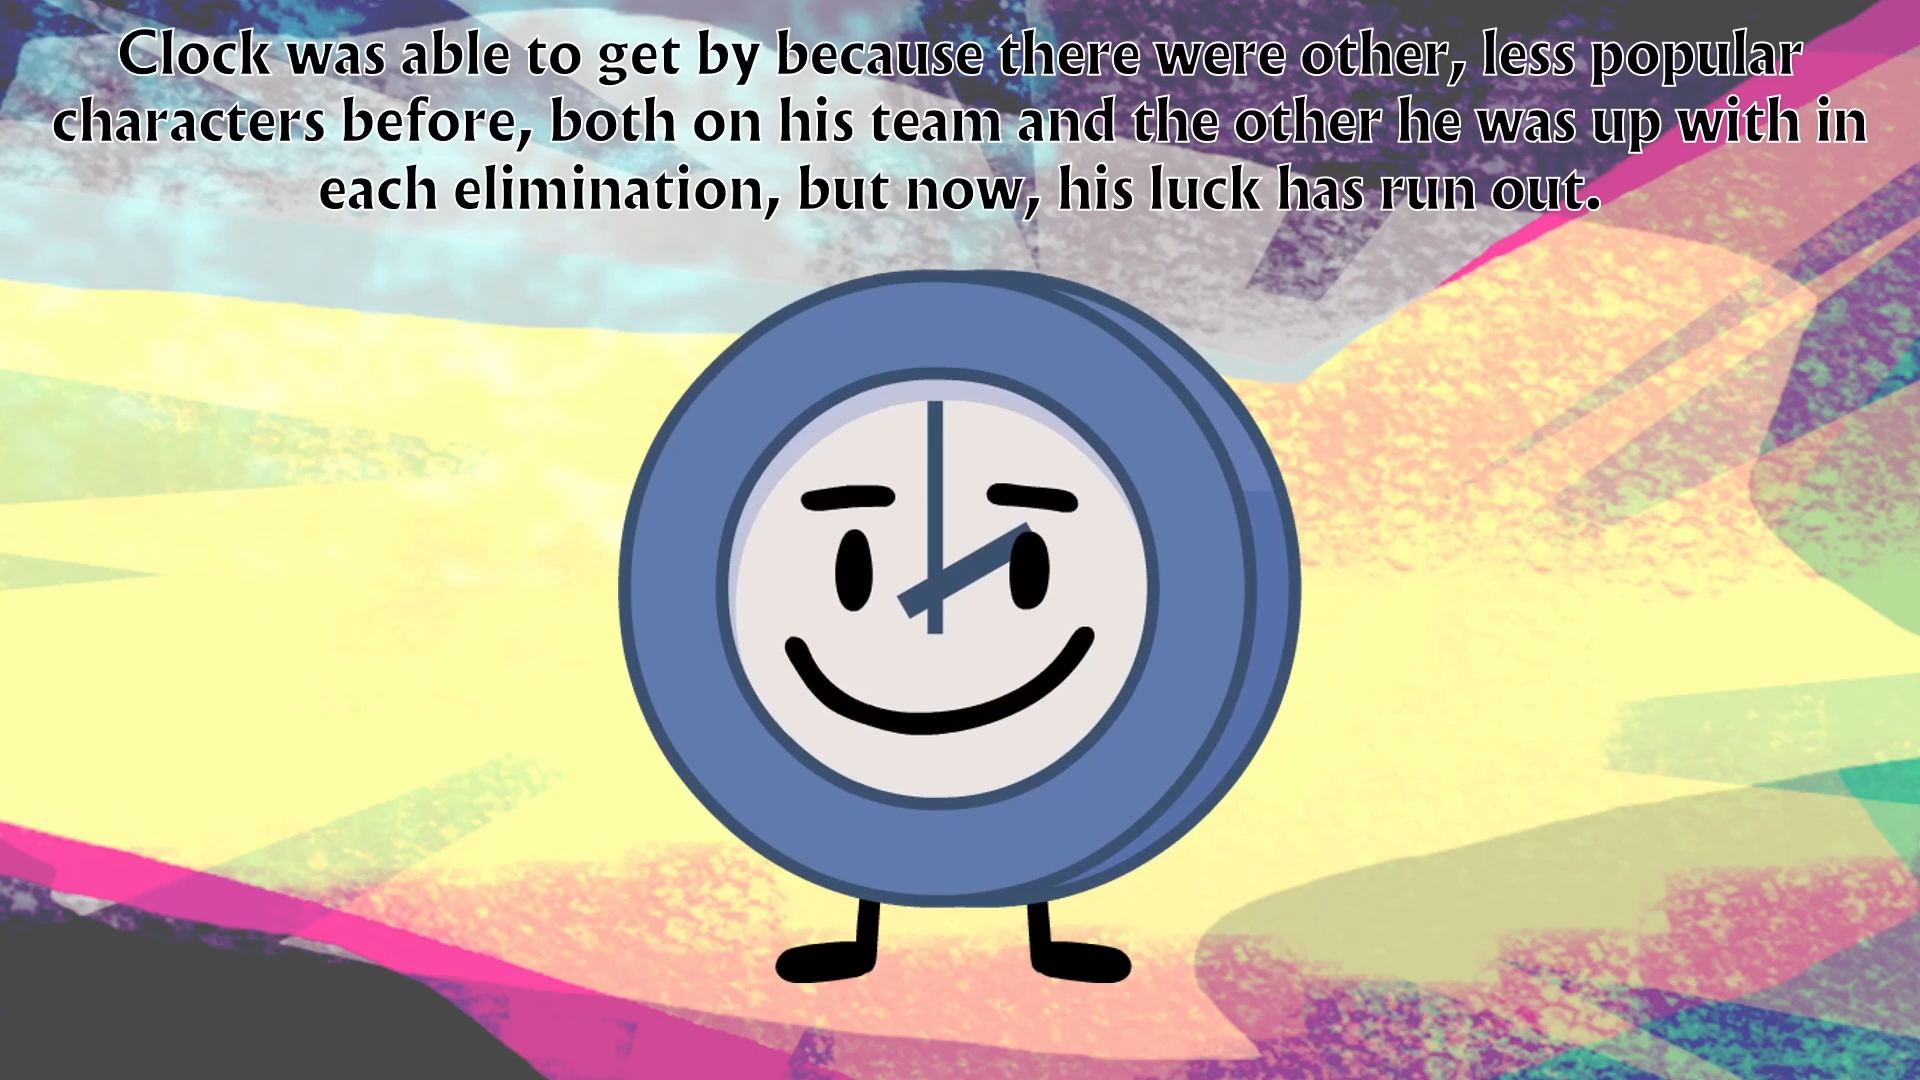 Clock was able to get by because there were other, less popular
characters before, both on his team and the other he was up with in
each elimination, but now, his luck has run out.